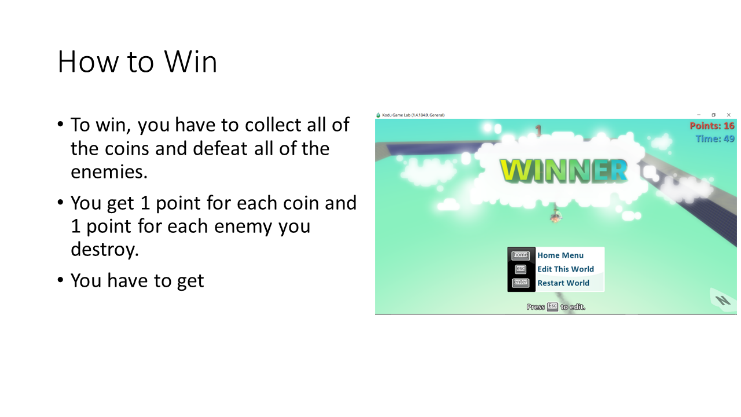 How to Win
• To win, you have to collect all of
the coins and defeat all of the
enemies.
• You get 1 point for each coin and
1 point for each enemy you
destroy.
• You have to get
Points: 16
Time: 49
WINNER
Home Menu
Edit This World
Restart World
Press
to edit.
N